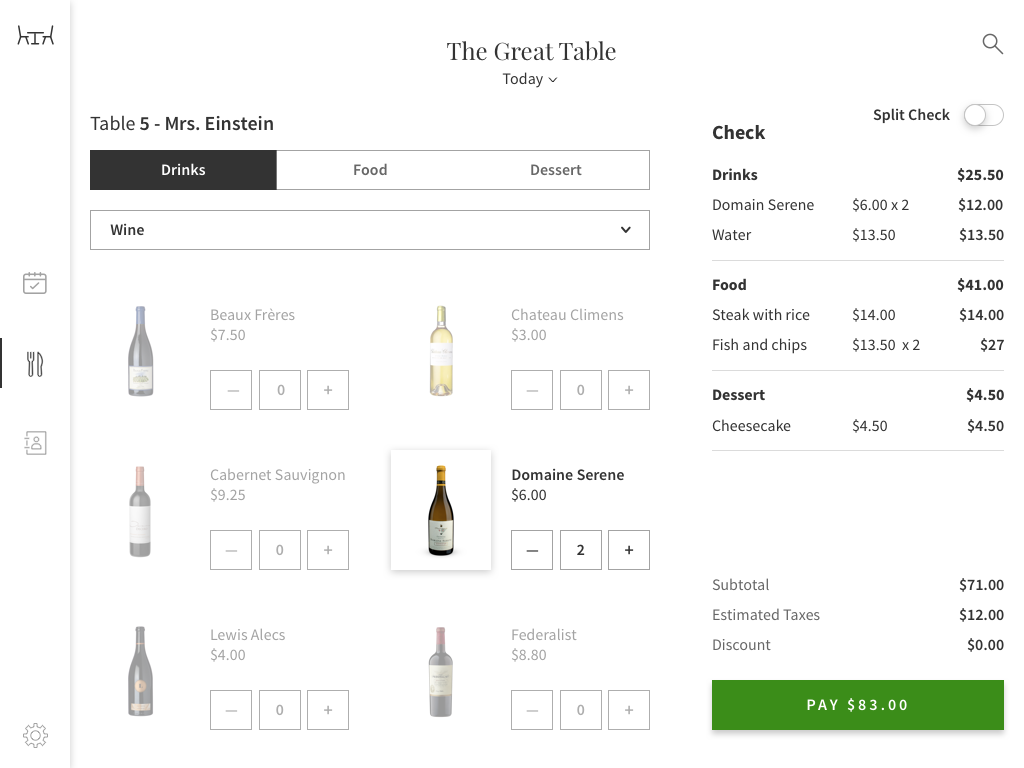 The Great Table
Today
Table 5 - Mrs. Einstein
Drinks Food Dessert
Wine
Beaux Frères
$7.50
— 0 +
Chateau Climens
$3.00
— 0 +
Cabernet Sauvignon
$9.25
— 0 +
Domaine Serene
$6.00
— 2 +
Lewis Alecs
$4.00
— 0 +
Federalist
$8.80
— 0 +
Split Check
Check
Drinks $25.50
Domain Serene $6.00 x 2 $12.00
Water $13.50 $13.50
Food $41.00
Steak with rice $14.00 $14.00
Fish and chips $13.50 x 2 $27
Dessert $4.50
Cheesecake $4.50 $4.50
Subtotal $71.00
Estimated Taxes $12.00
Discount $0.00
PAY $83.00